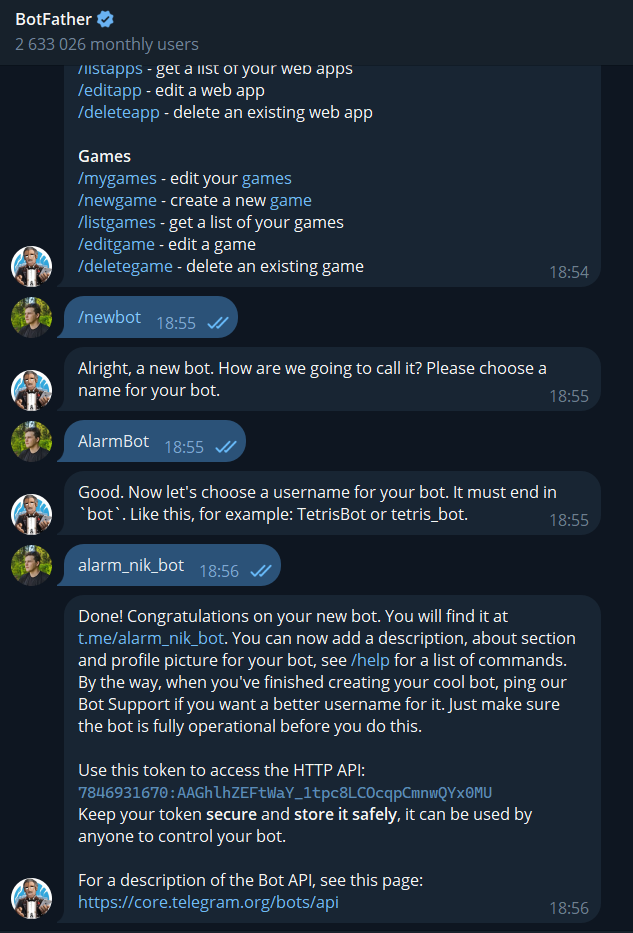 BotFather
2 633 026 monthly users
/listapps - get a list of your web apps
/editapp - edit a web app
/deleteapp - delete an existing web app
Games
/mygames - edit your games
/newgame - create a new game
/listgames - get a list of your games
/editgame - edit a game
/deletegame - delete an existing game
18:54
/newbot 18:55
Alright, a new bot. How are we going to call it? Please choose a
name for your bot.
18:55
AlarmBot 18:55
Good. Now let's choose a username for your bot. It must end in
`bot`. Like this, for example: TetrisBot or tetris_bot.
18:55
alarm_nik_bot 18:56
Done! Congratulations on your new bot. You will find it at
t.me/alarm_nik_bot. You can now add a description, about section
and profile picture for your bot, see /help for a list of commands.
By the way, when you've finished creating your cool bot, ping our
Bot Support if you want a better username for it. Just make sure
the bot is fully operational before you do this.
Use this token to access the HTTP API:
7846931670:AAGhlhZEFtWaY_1tpc8LCOcqpCmnwQYx0MU
Keep your token secure and store it safely, it can be used by
anyone to control your bot.
For a description of the Bot API, see this page:
https://core.telegram.org/bots/api
18:56